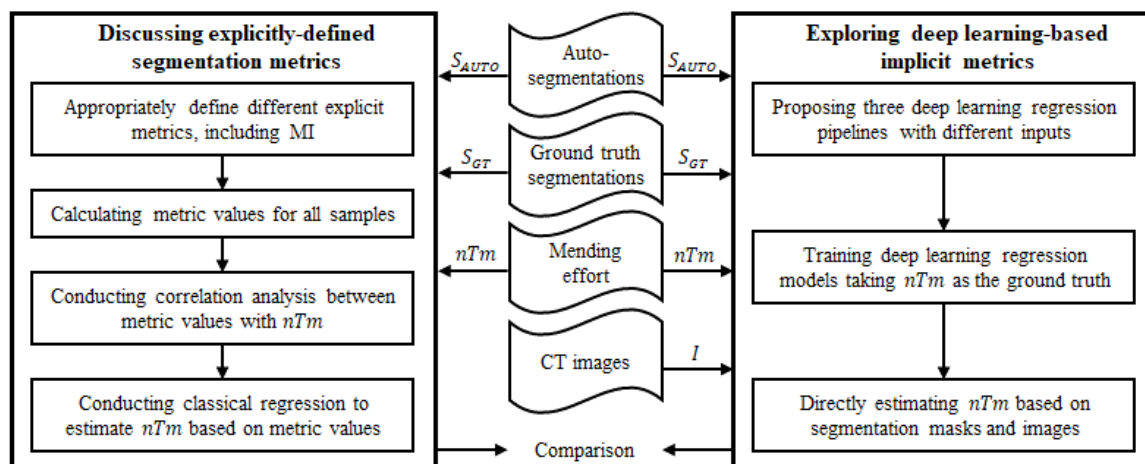 Discussing explicitly-defined
segmentation metrics
Appropriately define different explicit
metrics, including MI
Calculating metric values for all samples
Conducting correlation analysis between
metric values with nTm
Conducting classical regression to
estimate nTm based on metric values
S_AUTO
Auto-
segmentations
S_AUTO
S_GT
Ground truth
segmentations
S_GT
nTm
Mending
effort
nTm
CT images
I
Comparison
Exploring deep learning-based
implicit metrics
Proposing three deep learning regression
pipelines with different inputs
Training deep learning regression
models taking nTm as the ground truth
Directly estimating nTm based on
segmentation masks and images